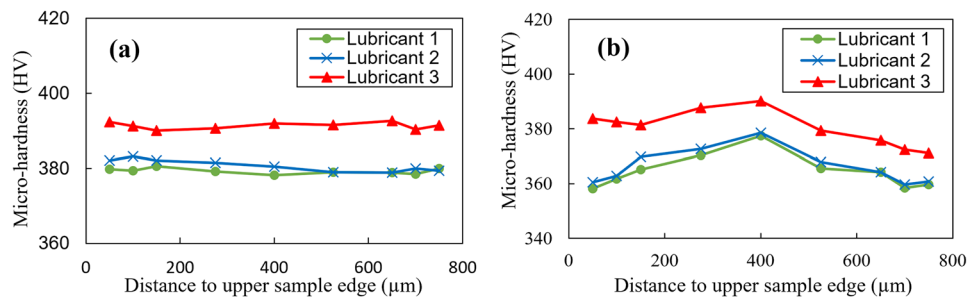 (a)
Lubricant 1
Lubricant 2
Lubricant 3
Micro-hardness (HV)
420
400
380
360
0 200 400 600 800
Distance to upper sample edge (µm)
(b)
Lubricant 1
Lubricant 2
Lubricant 3
Micro-hardness (HV)
420
400
380
360
340
0 200 400 600 800
Distance to upper sample edge (µm)